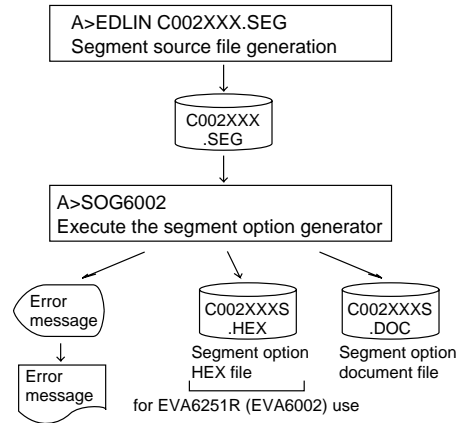 A>EDLIN C002XXX.SEG
Segment source file generation
C002XXX
.SEG
A>SOG6002
Execute the segment option generator
Error
message
C002XXXS
.HEX
C002XXXS
.DOC
Segment option
HEX file
Segment option
document file
Error
message
for EVA6251R (EVA6002) use